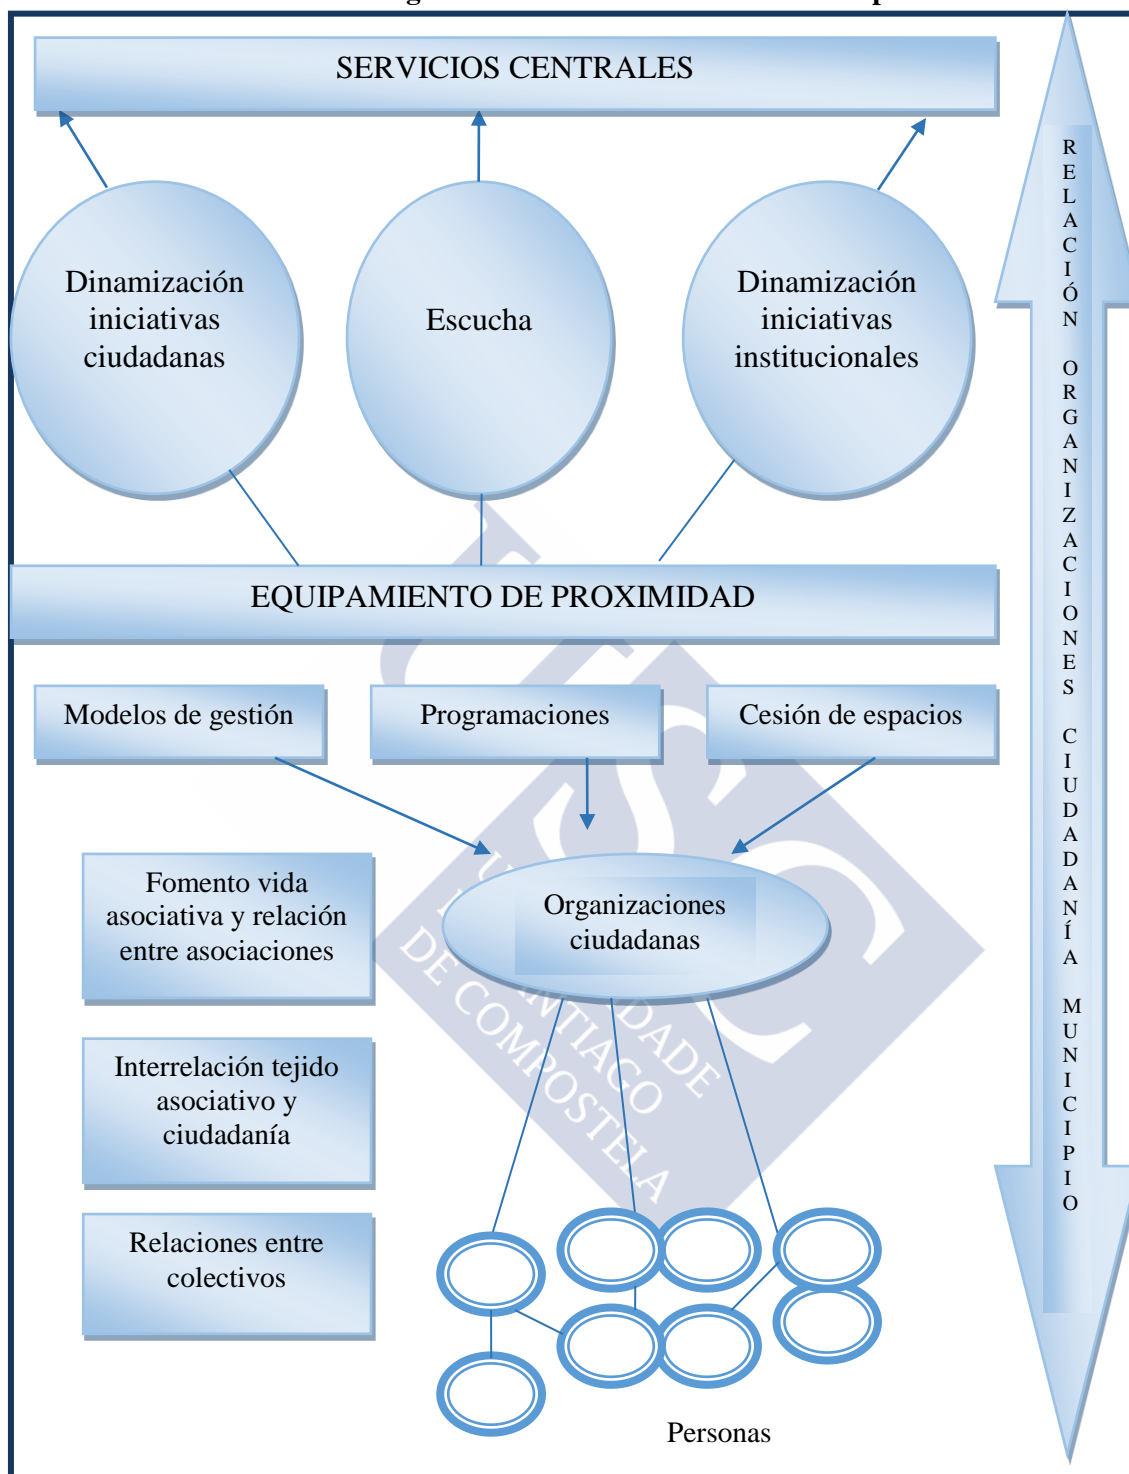 SERVICIOS CENTRALES
Dinamización
iniciativas
ciudadanas
Escucha
Dinamización
iniciativas
institucionales
EQUIPAMIENTO DE PROXIMIDAD
Modelos de gestión
Programaciones
Cesión de espacios
Fomento vida
asociativa y relación
entre asociaciones
Organizaciones
ciudadanas
Interrelación tejido
asociativo y
ciudadanía
Relaciones entre
colectivos
Personas
RELACIÓN ORGANIZACIONES CIUDADANÍA MUNICIPIO
USC
DE COMPOSTELA